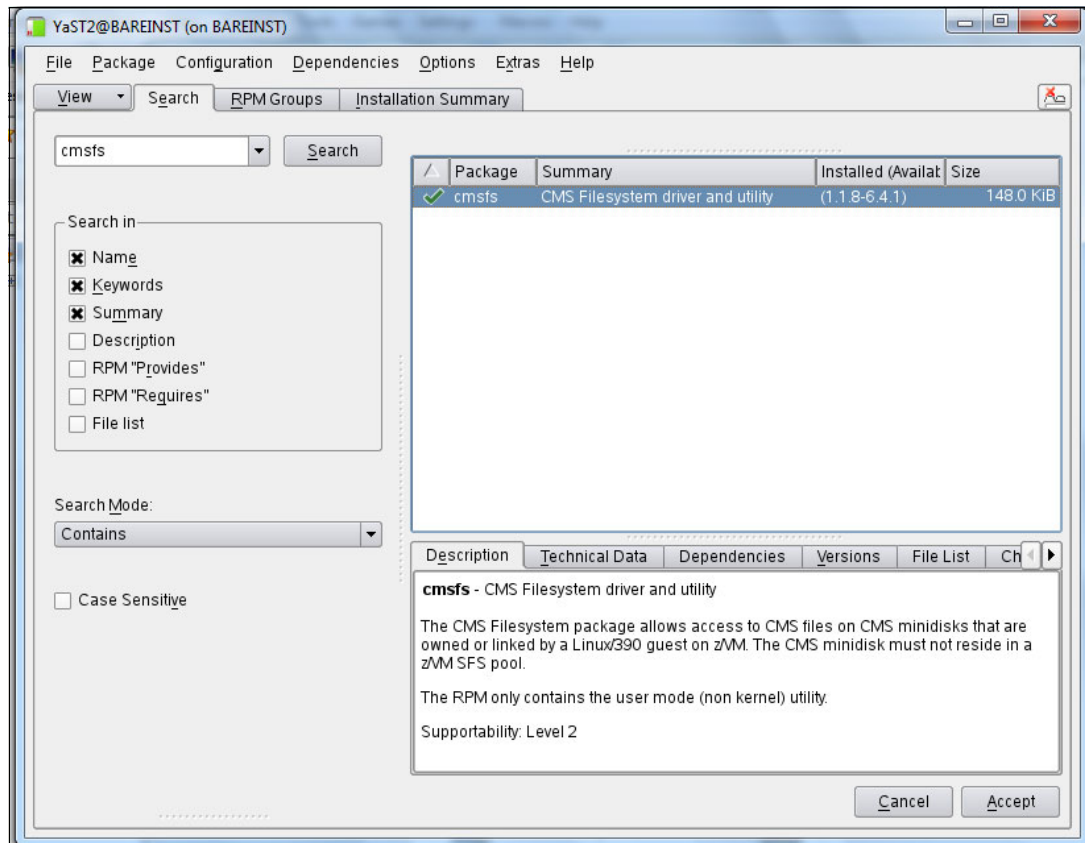 YaST2@BAREINST (on BAREINST)
File Package Configuration Dependencies Options Extras Help
View Search RPM Groups Installation Summary
cmsfs Search
Package Summary Installed (Availat Size
cmsfs CMS Filesystem driver and utility (1.1.8-6.4.1) 148.0 KiB
Search in
Name
Keywords
Summary
Description
RPM "Provides"
RPM "Requires"
File list
Search Mode:
Contains
Case Sensitive
Description Technical Data Dependencies Versions File List Ch
cmsfs - CMS Filesystem driver and utility
The CMS Filesystem package allows access to CMS files on CMS minidisks that are
owned or linked by a Linux/390 guest on z/VM. The CMS minidisk must not reside in a
z/VM SFS pool.
The RPM only contains the user mode (non kernel) utility.
Supportability: Level 2
Cancel Accept